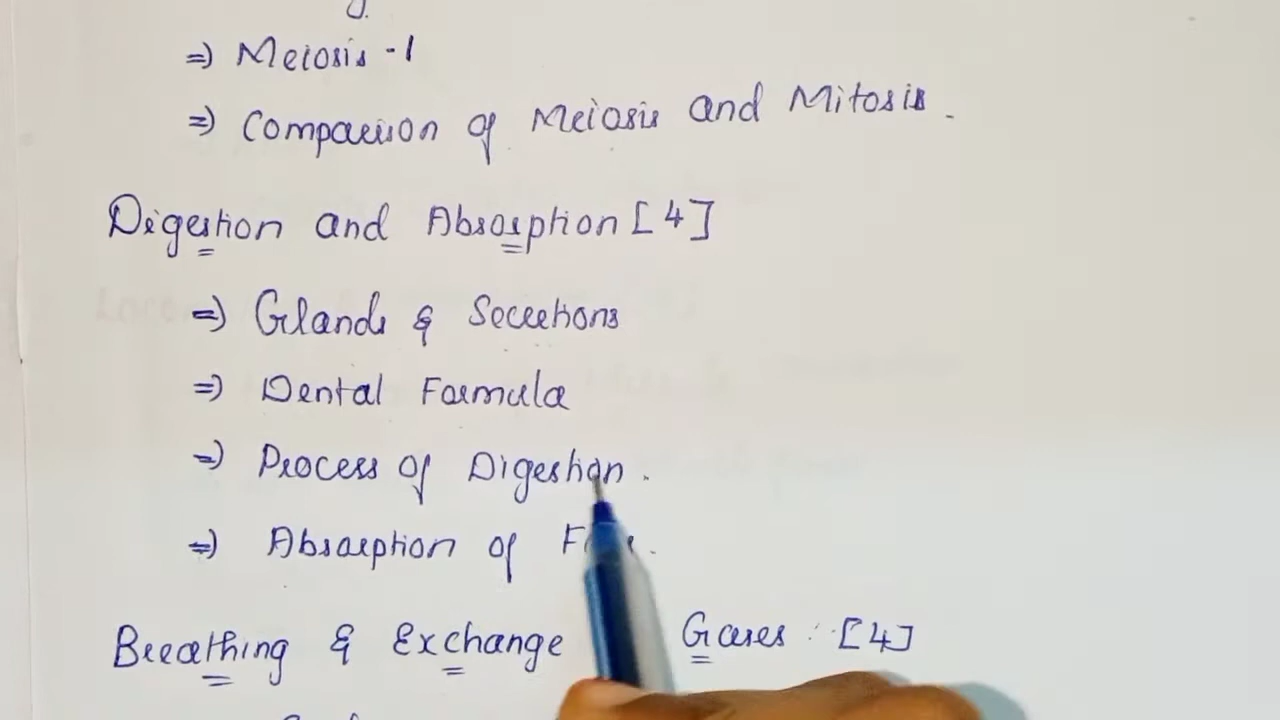 => Meiosis -1
=> Comparison of Meiosis and Mitosis.
Digestion and Absorption [4]
=> Glands & Secretions
=> Dental Formula
=> Process of Digestion.
=> Absorption of
Breathing & Exchange Gases : [4]